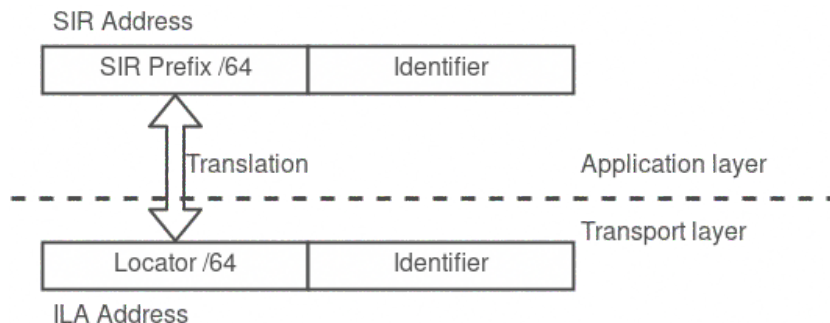 SIR Address
SIR Prefix /64 Identifier
Translation Application layer
Transport layer
Locator /64 Identifier
ILA Address